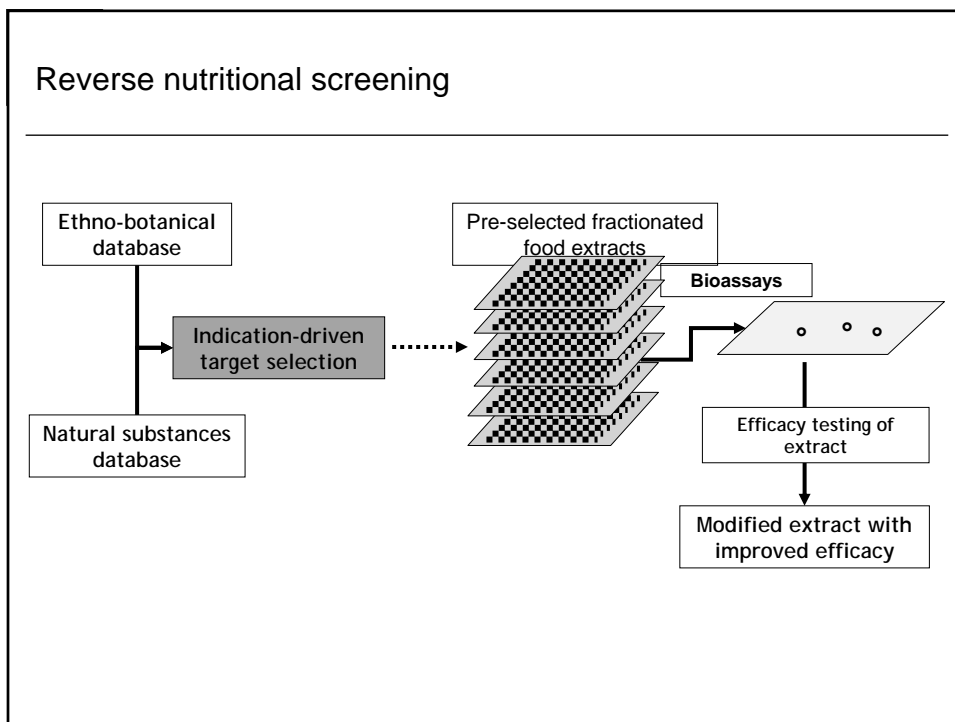 Reverse nutritional screening
Ethno-botanical
database
Natural substances
database
Indication-driven
target selection
Pre-selected fractionated
food extracts
Bioassays
Efficacy testing of
extract
Modified extract with
improved efficacy